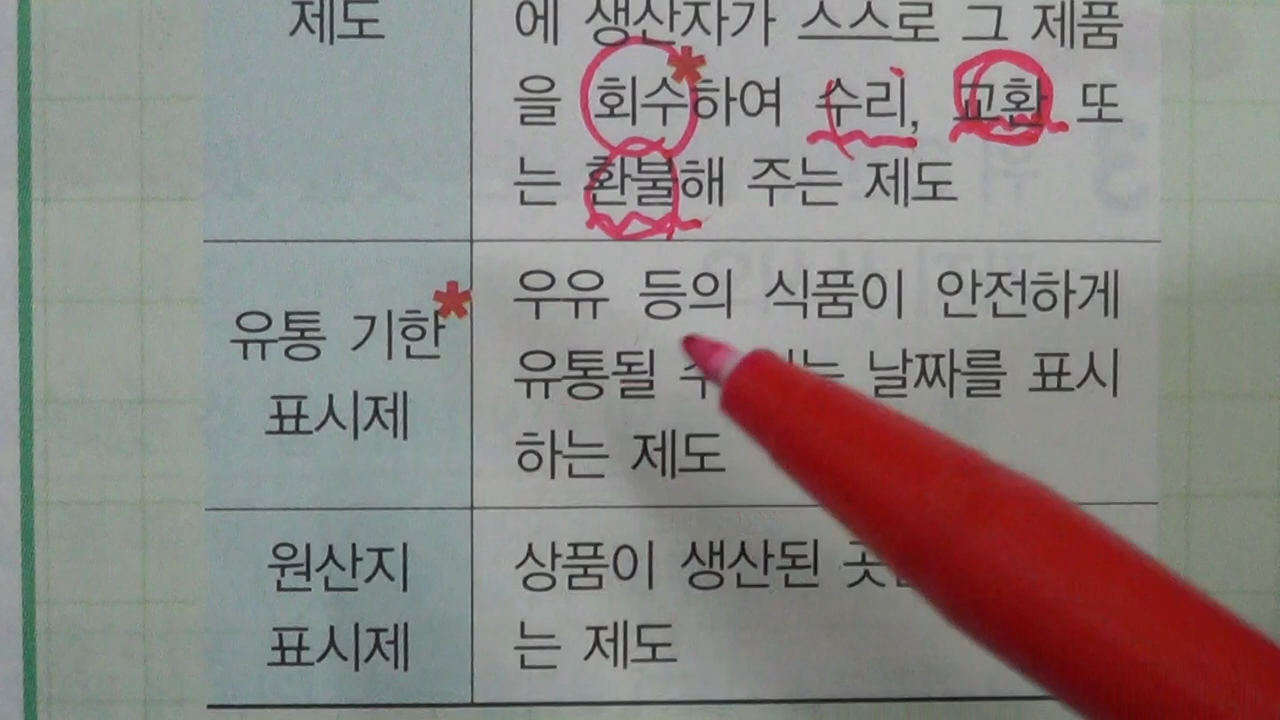 제도
에 생산자가 스스로 그 제품
을 회수*하여 수리, 교환 또
는 환불해 주는 제도
유통 기한*
표시제
우유 등의 식품이 안전하게
유통될 날짜를 표시
하는 제도
원산지
표시제
상품이 생산된
는 제도